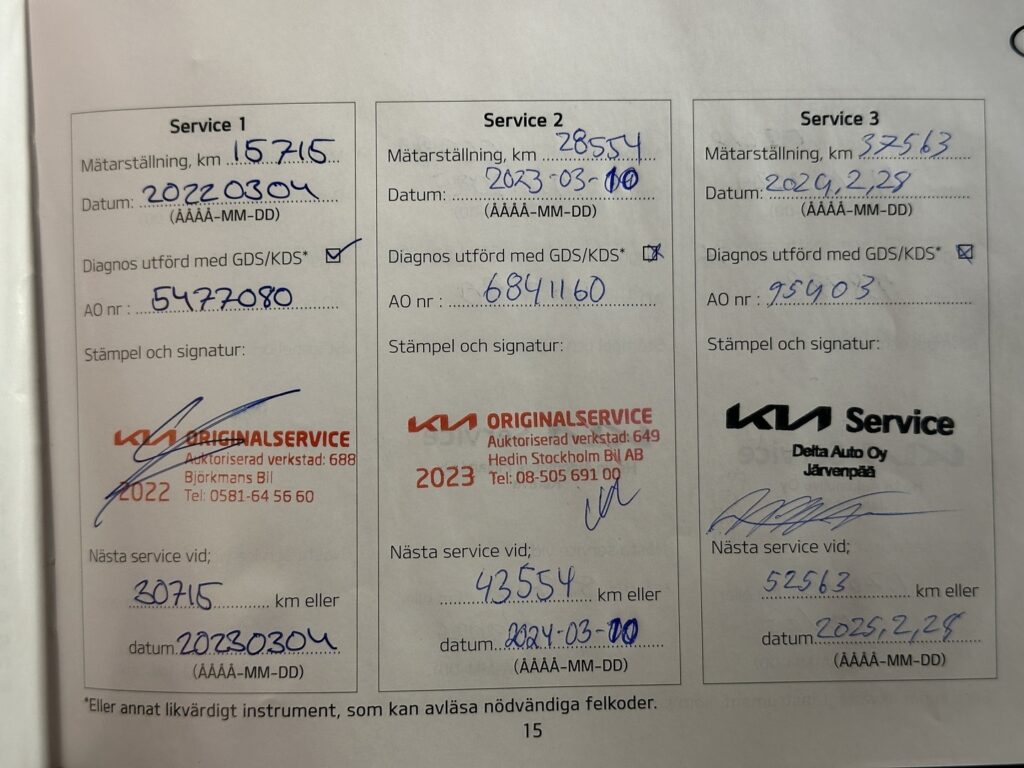 Service 1
Mätarställning, km 15715
Datum: 20220304
(ÅÅÅÅ-MM-DD)
Diagnos utförd med GDS/KDS*
AO nr : 5477080
Stämpel och signatur:
KIA ORIGINALSERVICE
Auktoriserad verkstad: 688
Björkmans Bil
2022 Tel: 0581-64 56 60
Nästa service vid;
30715 km eller
datum 20230304
(ÅÅÅÅ-MM-DD)
Service 2
Mätarställning, km 28554
Datum: 2023-03-10
(ÅÅÅÅ-MM-DD)
Diagnos utförd med GDS/KDS*
AO nr : 6841160
Stämpel och signatur:
KIA ORIGINALSERVICE
Auktoriserad verkstad: 649
Hedin Stockholm Bil AB
2023 Tel: 08-505 691 00
Nästa service vid;
43554 km eller
datum 2024-03-10
(ÅÅÅÅ-MM-DD)
Service 3
Mätarställning, km 37563
Datum: 2024,2,28
(ÅÅÅÅ-MM-DD)
Diagnos utförd med GDS/KDS*
AO nr : 95403
Stämpel och signatur:
KIA Service
Delta Auto Oy
Järvenpää
Nästa service vid;
52563 km eller
datum 2025,2,28
(ÅÅÅÅ-MM-DD)
*Eller annat likvärdigt instrument, som kan avläsa nödvändiga felkoder.
15